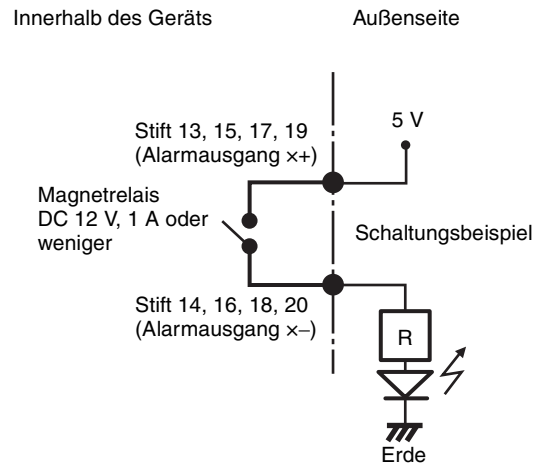 Innerhalb des Geräts
Außenseite
Stift 13, 15, 17, 19
(Alarmausgang ×+)
5 V
Magnetrelais
DC 12 V, 1 A oder
weniger
Schaltungsbeispiel
Stift 14, 16, 18, 20
(Alarmausgang ×–)
R
Erde